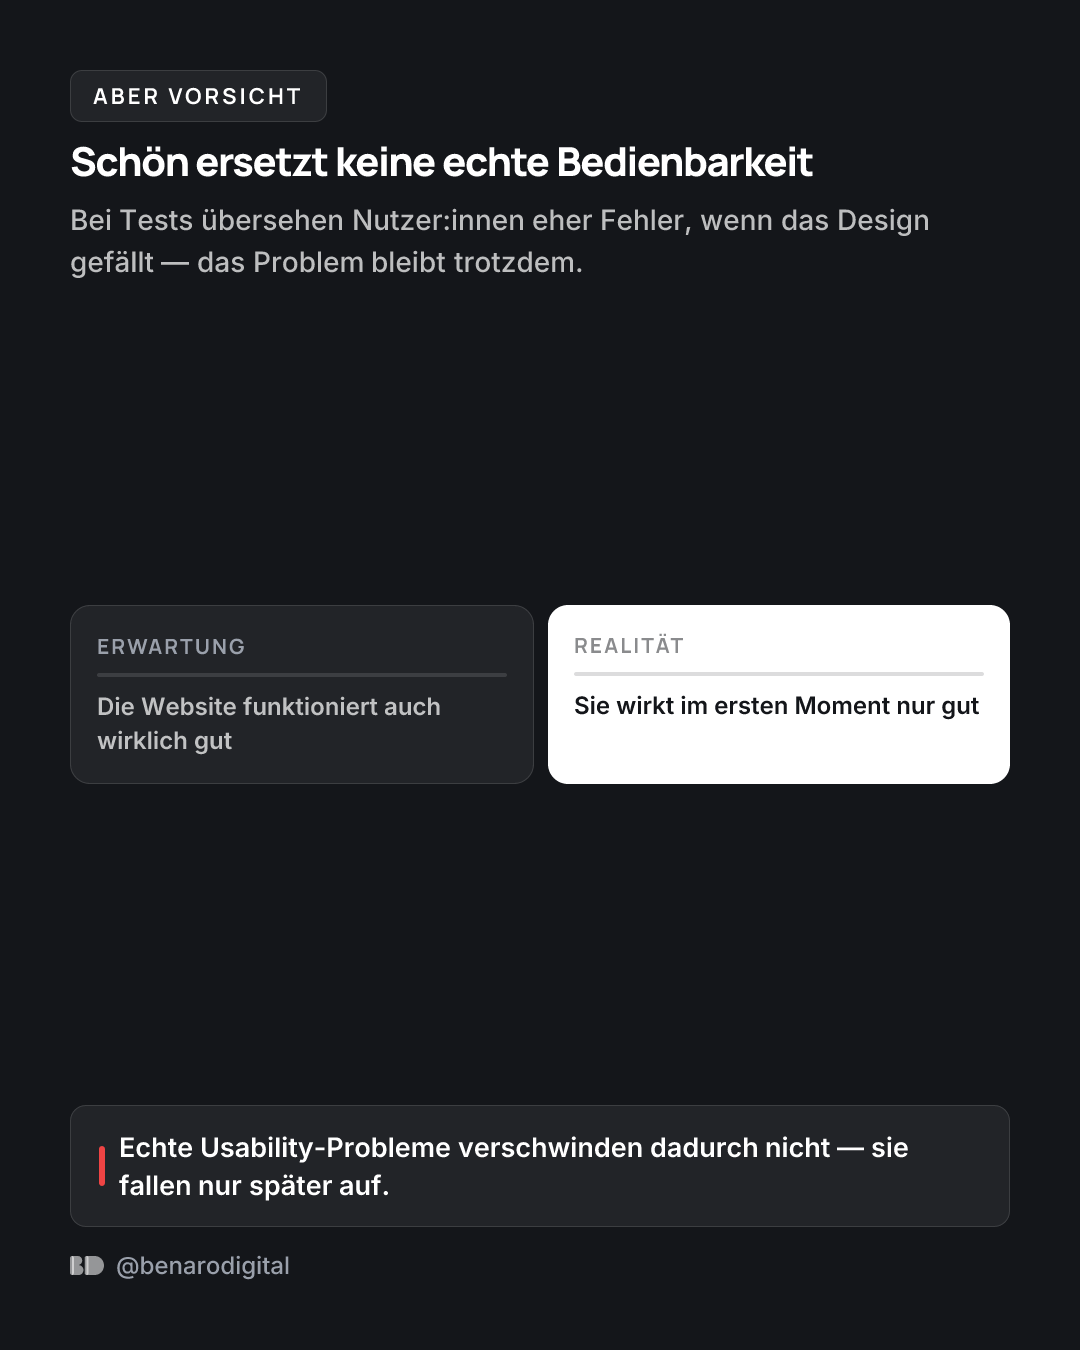 ABER VORSICHT
Schön ersetzt keine echte Bedienbarkeit
Bei Tests übersehen Nutzer:innen eher Fehler, wenn das Design
gefällt — das Problem bleibt trotzdem.
ERWARTUNG
Die Website funktioniert auch
wirklich gut
REALITÄT
Sie wirkt im ersten Moment nur gut
Echte Usability-Probleme verschwinden dadurch nicht — sie
fallen nur später auf.
BD @benarodigital